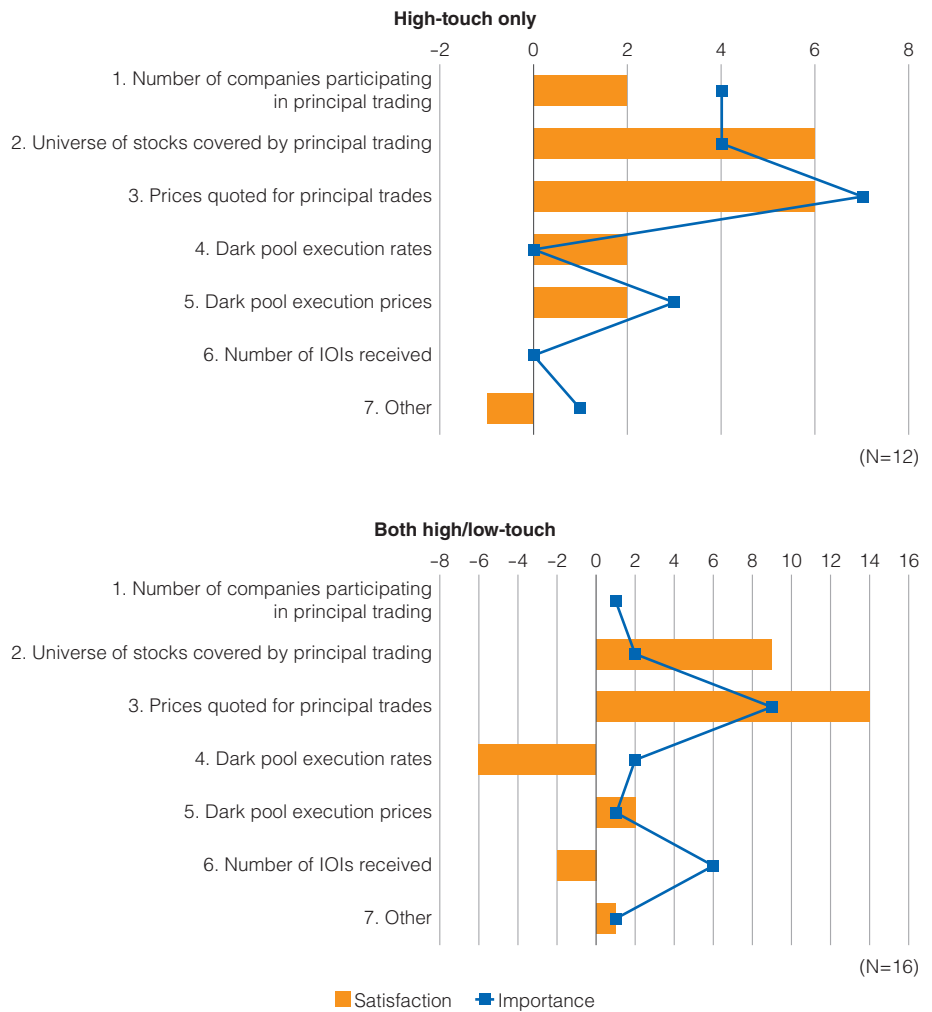 High-touch only
−2 0 2 4 6 8
1. Number of companies participating
in principal trading
2. Universe of stocks covered by principal trading
3. Prices quoted for principal trades
4. Dark pool execution rates
5. Dark pool execution prices
6. Number of IOIs received
7. Other
(N=12)
Both high/low-touch
−8 −6 −4 −2 0 2 4 6 8 10 12 14 16
1. Number of companies participating
in principal trading
2. Universe of stocks covered by principal trading
3. Prices quoted for principal trades
4. Dark pool execution rates
5. Dark pool execution prices
6. Number of IOIs received
7. Other
(N=16)
Satisfaction Importance